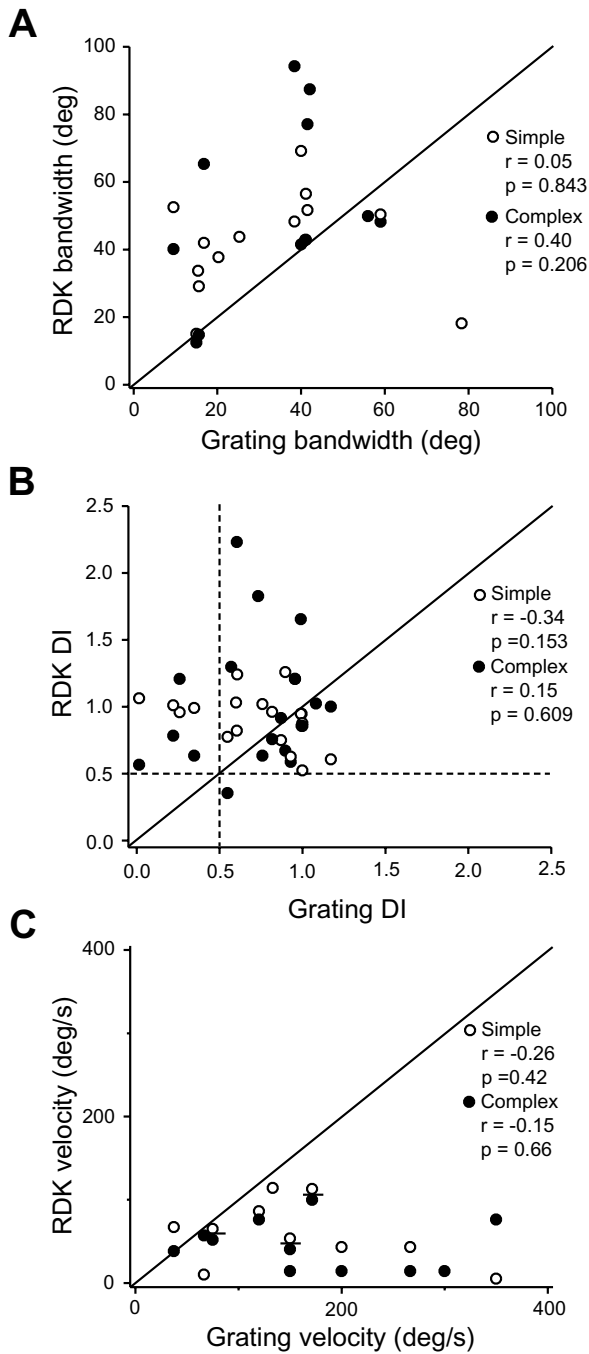 A
100
80
60
40
20
0
RDK bandwidth (deg)
Simple
r = 0.05
p = 0.843
Complex
r = 0.40
p = 0.206
0 20 40 60 80 100
Grating bandwidth (deg)
B
2.5
2.0
1.5
1.0
0.5
0.0
RDK DI
Simple
r = -0.34
p =0.153
Complex
r = 0.15
p = 0.609
0.0 0.5 1.0 1.5 2.0 2.5
Grating DI
C
400
200
0
RDK velocity (deg/s)
Simple
r = -0.26
p =0.42
Complex
r = -0.15
p = 0.66
0 200 400
Grating velocity (deg/s)